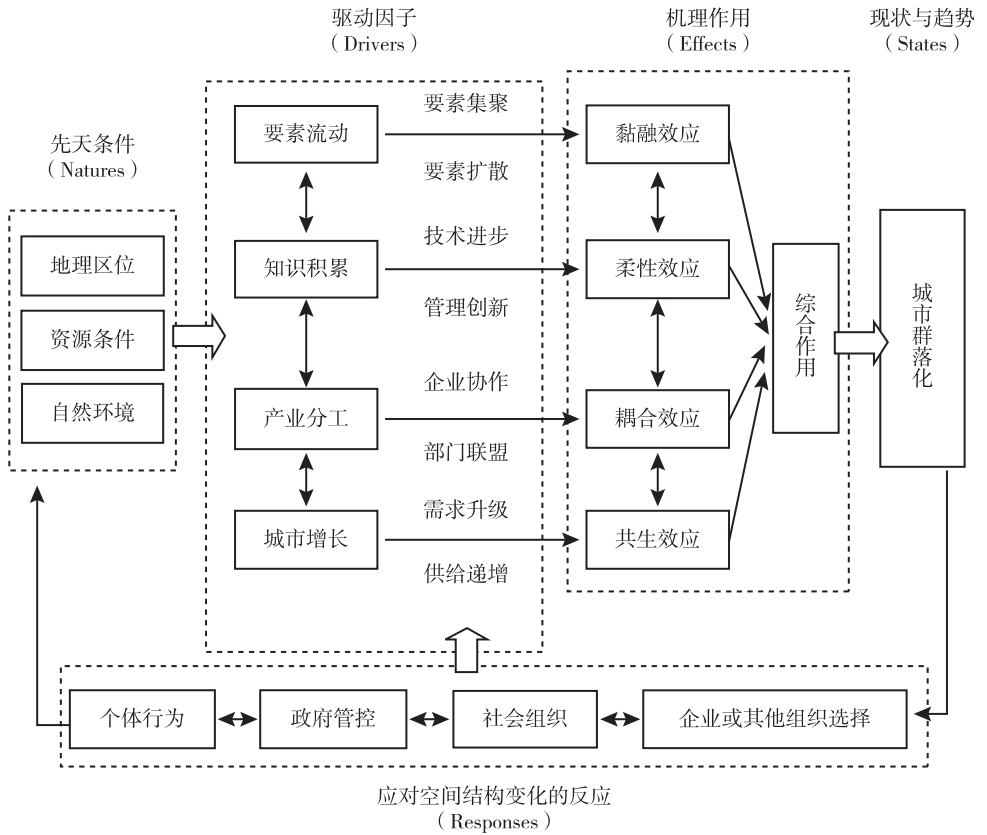 驱动因子
（Drivers）
机理作用
（Effects）
现状与趋势
（States）
先天条件
（Natures）
地理区位
资源条件
自然环境
要素流动
知识积累
产业分工
城市增长
要素集聚
要素扩散
技术进步
管理创新
企业协作
部门联盟
需求升级
供给递增
黏融效应
柔性效应
耦合效应
共生效应
综合作用
城市群落化
个体行为
政府管控
社会组织
企业或其他组织选择
应对空间结构变化的反应
（Responses）